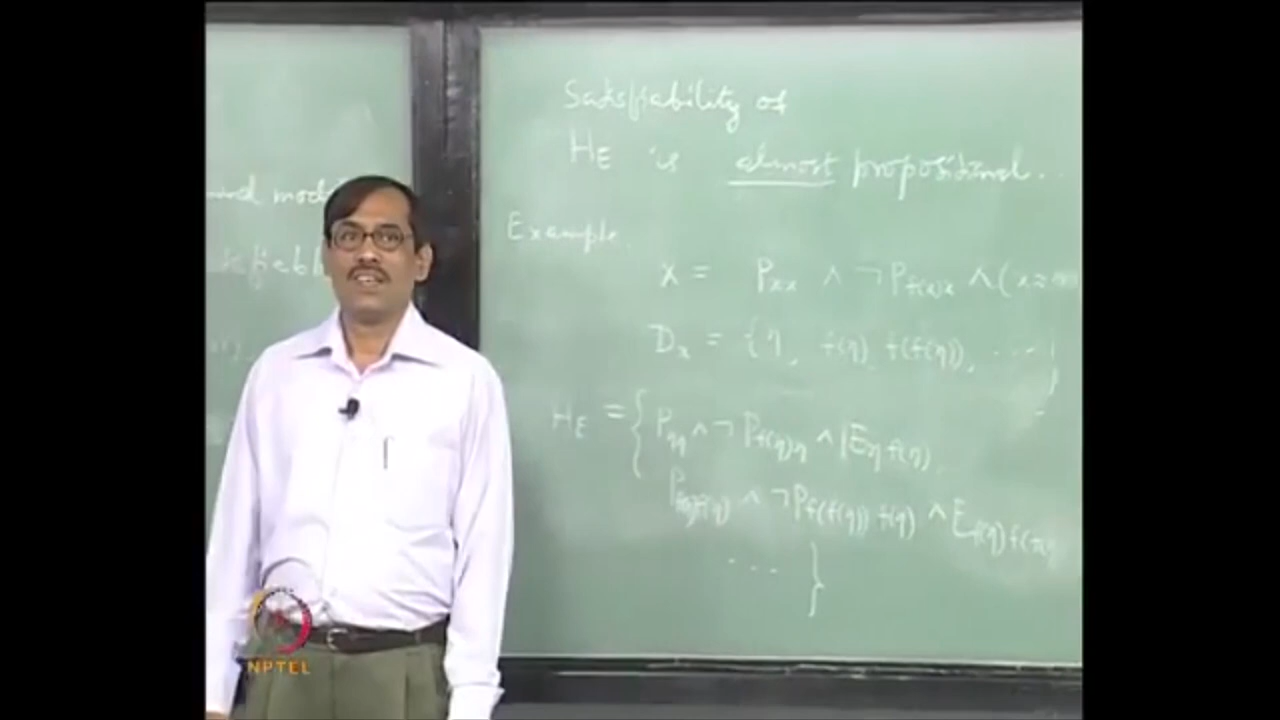 Satisfiability of
H_E is almost propositional..
Example.
X = P_xx ∧ ¬P_f(x)x ∧ (x ≈
D_x = {η, f(η), f(f(η)), ....}
H_E = { P_ηη ∧ ¬P_f(η)η ∧ E_η f(η),
P_f(η)f(η) ∧ ¬P_f(f(η)) f(η) ∧ E_f(η) f(f(η)
... }
NPTEL